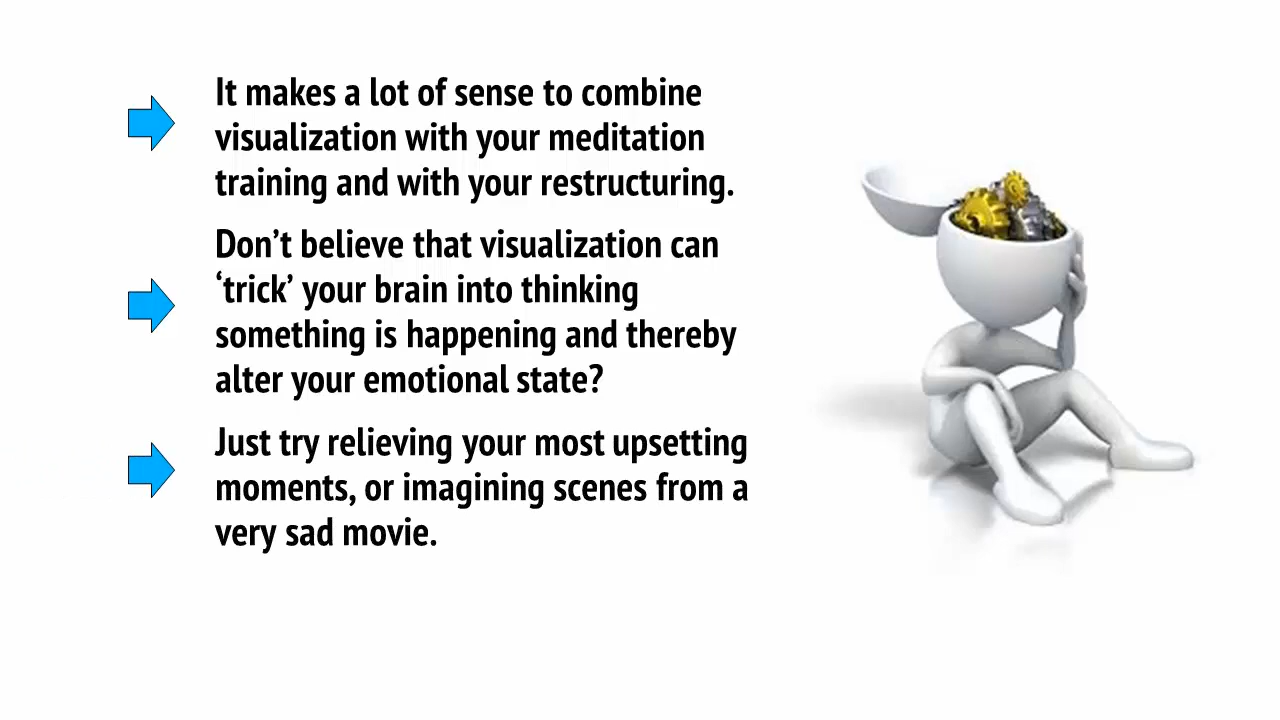 It makes a lot of sense to combine
visualization with your meditation
training and with your restructuring.
Don’t believe that visualization can
‘trick’ your brain into thinking
something is happening and thereby
alter your emotional state?
Just try relieving your most upsetting
moments, or imagining scenes from a
very sad movie.